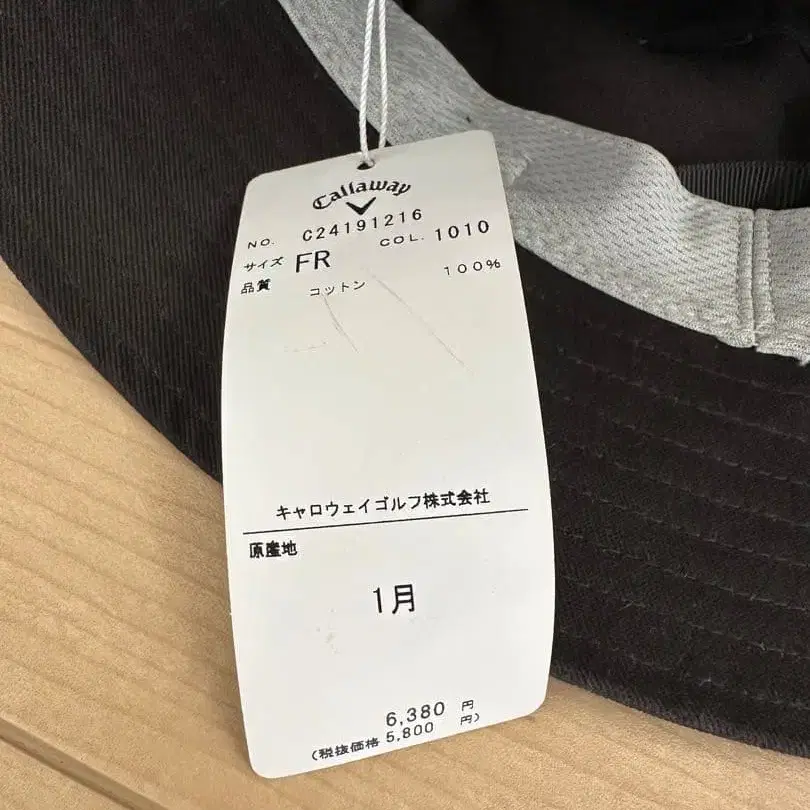 Callaway
NO. C24191216
COL. 1010
サイズ FR
品質 コットン 100%
キャロウェイゴルフ株式会社
原産地
1月
6,380 円
(税抜価格 5,800 円)